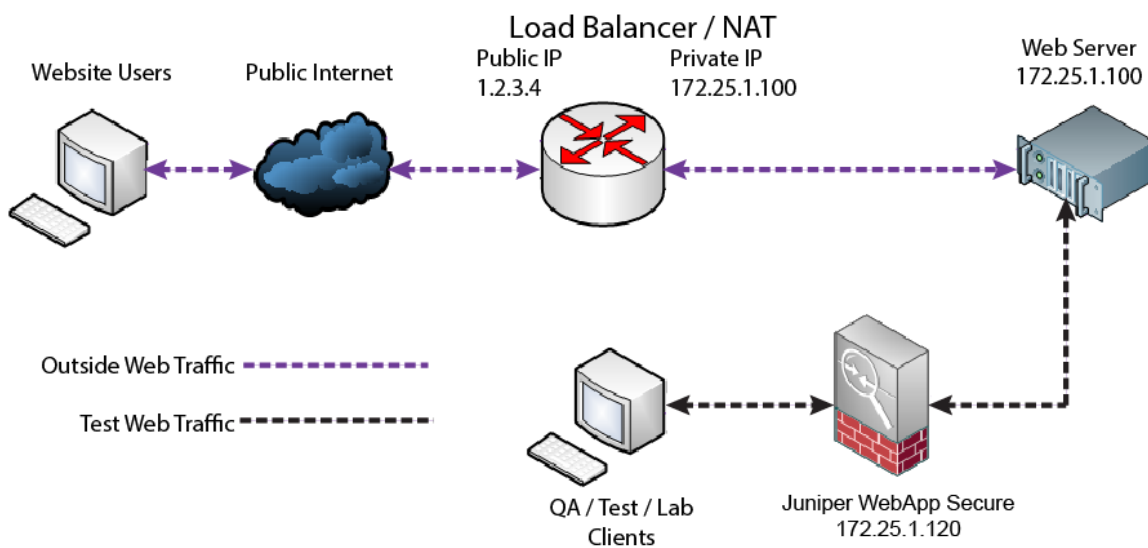 Load Balancer / NAT
Website Users
Public Internet
Public IP
1.2.3.4
Private IP
172.25.1.100
Web Server
172.25.1.100
Outside Web Traffic
Test Web Traffic
QA / Test / Lab
Clients
Juniper WebApp Secure
172.25.1.120